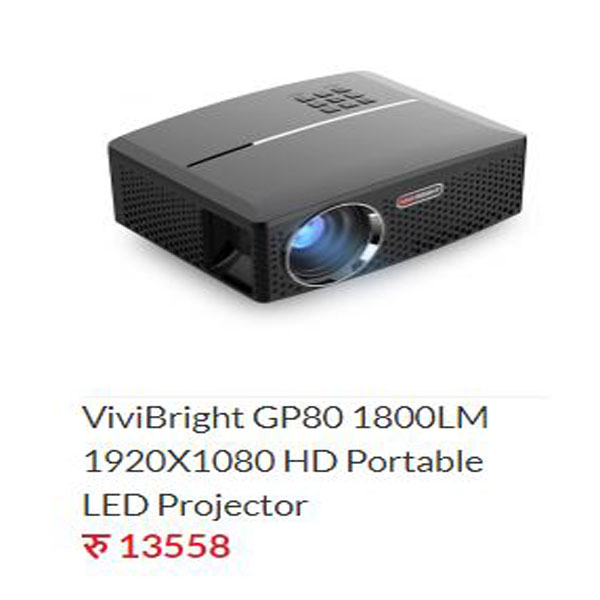 ViviBright GP80 1800LM
1920X1080 HD Portable
LED Projector
रु 13558